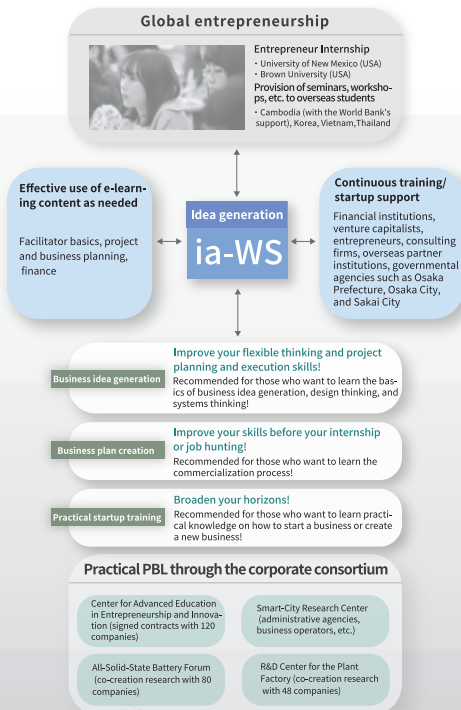 Global entrepreneurship
Entrepreneur Internship
・University of New Mexico (USA)
・Brown University (USA)
Provision of seminars, worksho-
ps, etc. to overseas students
・Cambodia (with the World Bank's
support), Korea, Vietnam,Thailand
Effective use of e-learn-
ing content as needed
Facilitator basics, project
and business planning,
finance
Idea generation
ia-WS
Continuous training/
startup support
Financial institutions,
venture capitalists,
entrepreneurs, consulting
firms, overseas partner
institutions, governmental
agencies such as Osaka
Prefecture, Osaka City,
and Sakai City
Business idea generation
Improve your flexible thinking and project
planning and execution skills!
Recommended for those who want to learn the bas-
ics of business idea generation, design thinking, and
systems thinking!
Business plan creation
Improve your skills before your internship
or job hunting!
Recommended for those who want to learn the
commercialization process!
Practical startup training
Broaden your horizons!
Recommended for those who want to learn practi-
cal knowledge on how to start a business or create
a new business!
Practical PBL through the corporate consortium
Center for Advanced Education
in Entrepreneurship and Innova-
tion (signed contracts with 120
companies)
Smart-City Research Center
(administrative agencies,
business operators, etc.)
All-Solid-State Battery Forum
(co-creation research with 80
companies)
R&D Center for the Plant
Factory (co-creation research
with 48 companies)